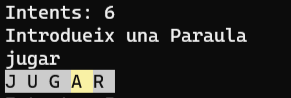 Intents: 6
Introdueix una Paraula
jugar
J U G A R